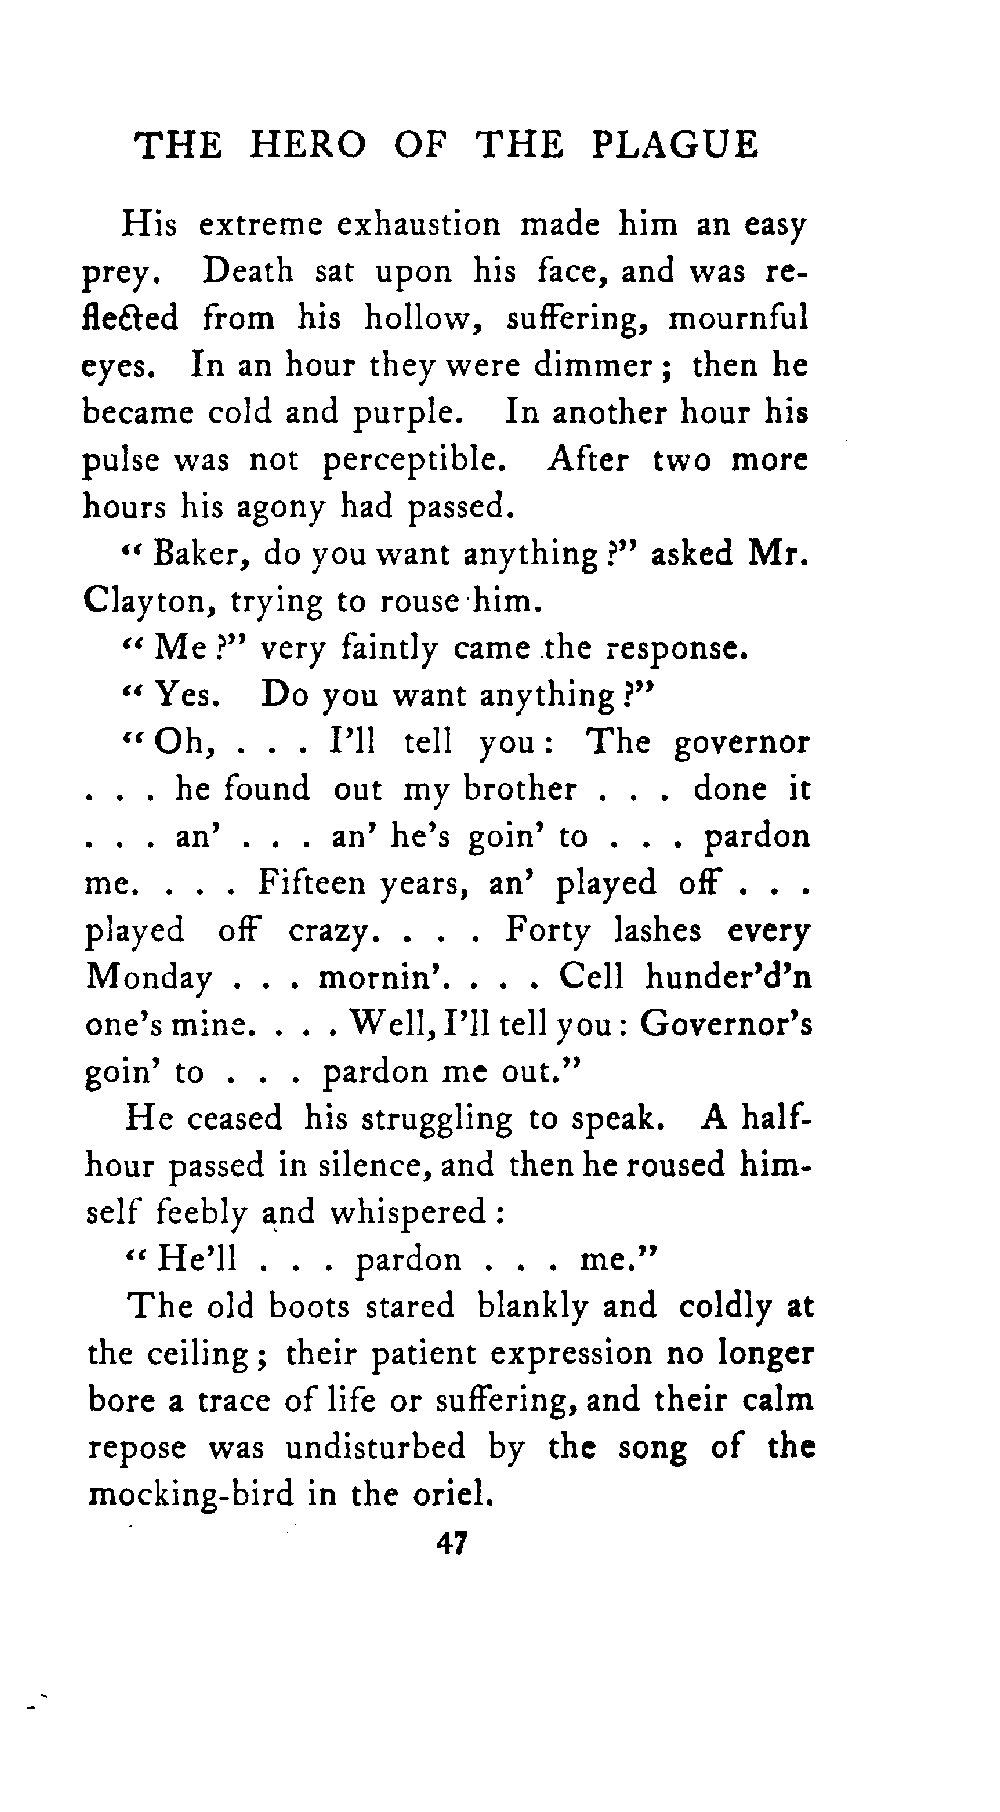 THE HERO OF THE PLAGUE
His extreme exhaustion made him an easy
prey. Death sat upon his face, and was re-
flected from his hollow, suffering, mournful
eyes. In an hour they were dimmer ; then he
became cold and purple. In another hour his
pulse was not perceptible. After two more
hours his agony had passed.
“ Baker, do you want anything ?” asked Mr.
Clayton, trying to rouse him.
“ Me ?” very faintly came the response.
“ Yes. Do you want anything ?”
“ Oh, . . . I’ll tell you : The governor
. . . he found out my brother . . . done it
. . . an’ . . . an’ he’s goin’ to . . . pardon
me. . . . Fifteen years, an’ played off . . .
played off crazy. . . . Forty lashes every
Monday . . . mornin’. . . . Cell hunder’d’n
one’s mine. . . . Well, I’ll tell you : Governor’s
goin’ to . . . pardon me out.”
He ceased his struggling to speak. A half-
hour passed in silence, and then he roused him-
self feebly and whispered :
“ He’ll . . . pardon . . . me.”
The old boots stared blankly and coldly at
the ceiling ; their patient expression no longer
bore a trace of life or suffering, and their calm
repose was undisturbed by the song of the
mocking-bird in the oriel.
47